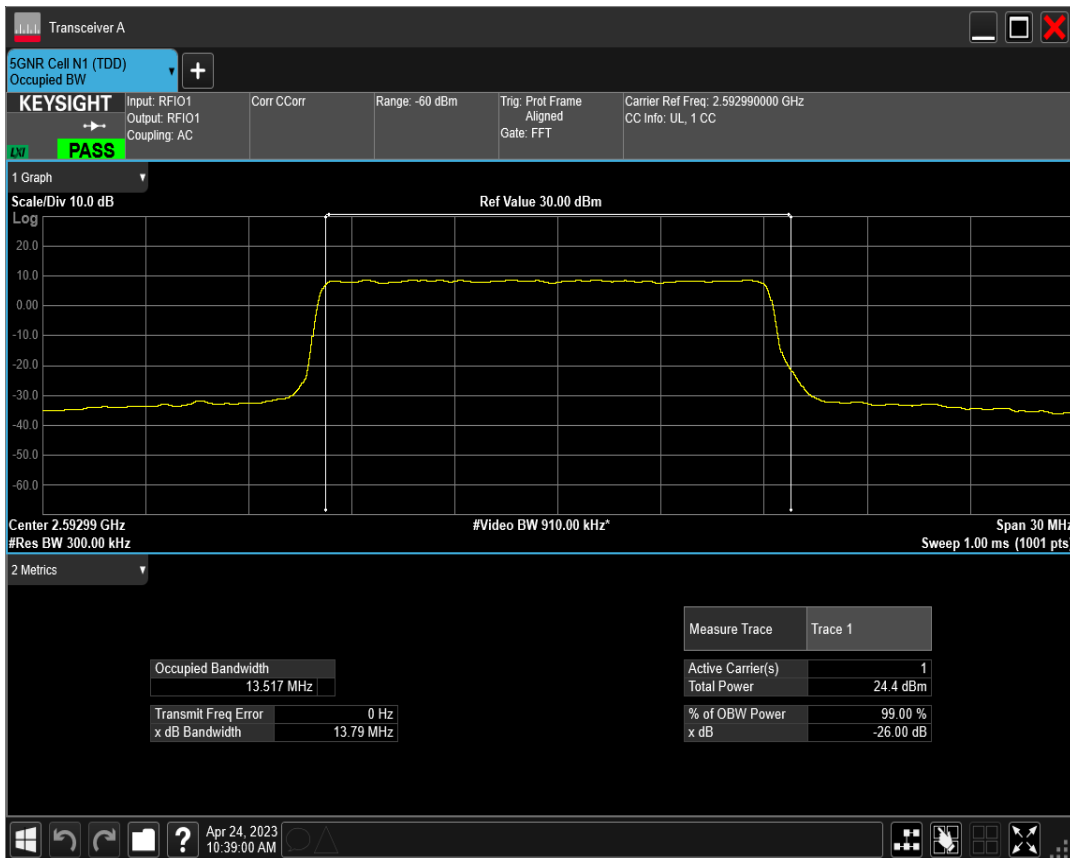 Transceiver A
5GNR Cell N1 (TDD)
Occupied BW
+
KEYSIGHT
LXI
PASS
Input: RFIO1
Output: RFIO1
Coupling: AC
Corr CCorr
Range: -60 dBm
Trig: Prot Frame
Aligned
Gate: FFT
Carrier Ref Freq: 2.592990000 GHz
CC Info: UL, 1 CC
1 Graph
Scale/Div 10.0 dB
Ref Value 30.00 dBm
Log
20.0
10.0
0.00
-10.0
-20.0
-30.0
-40.0
-50.0
-60.0
Center 2.59299 GHz
#Video BW 910.00 kHz*
Span 30 MHz
#Res BW 300.00 kHz
Sweep 1.00 ms (1001 pts)
2 Metrics
Measure Trace Trace 1
Occupied Bandwidth
13.517 MHz
Active Carrier(s) 1
Total Power 24.4 dBm
Transmit Freq Error 0 Hz
x dB Bandwidth 13.79 MHz
% of OBW Power 99.00 %
x dB -26.00 dB
?
Apr 24, 2023
10:39:00 AM